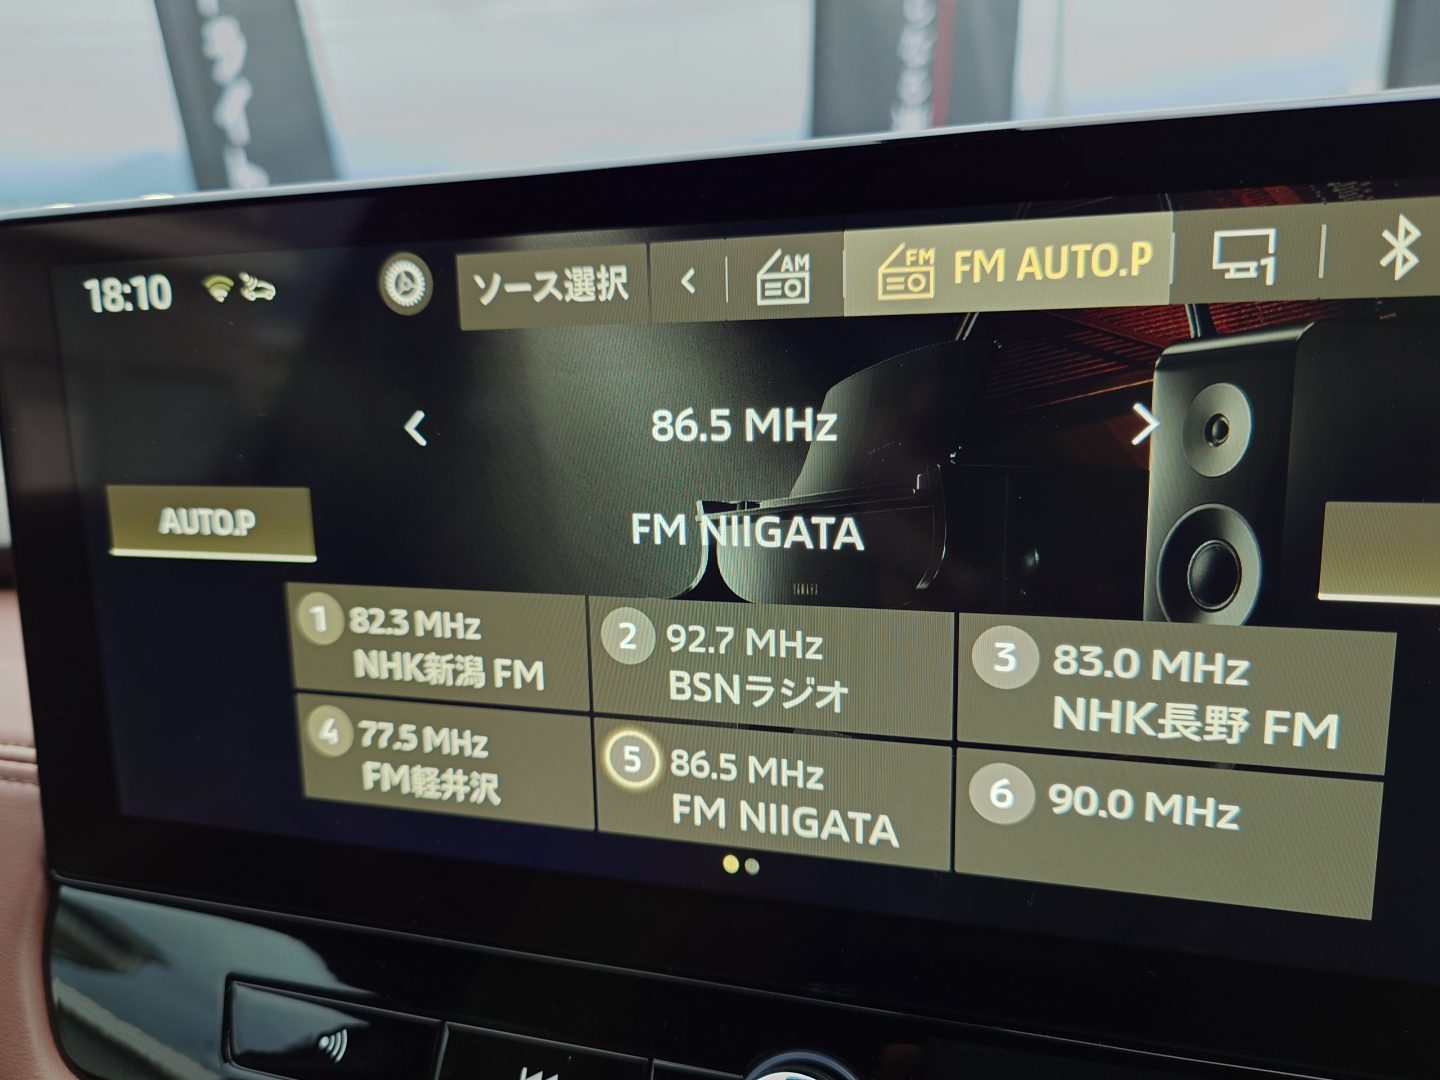 18:10
ソース選択
AM
FM
FM AUTO.P
1
86.5 MHz
AUTO.P
FM NIIGATA
YAMAHA
1 82.3 MHz
NHK新潟 FM
2 92.7 MHz
BSNラジオ
3 83.0 MHz
NHK長野 FM
4 77.5 MHz
FM軽井沢
5 86.5 MHz
FM NIIGATA
6 90.0 MHz